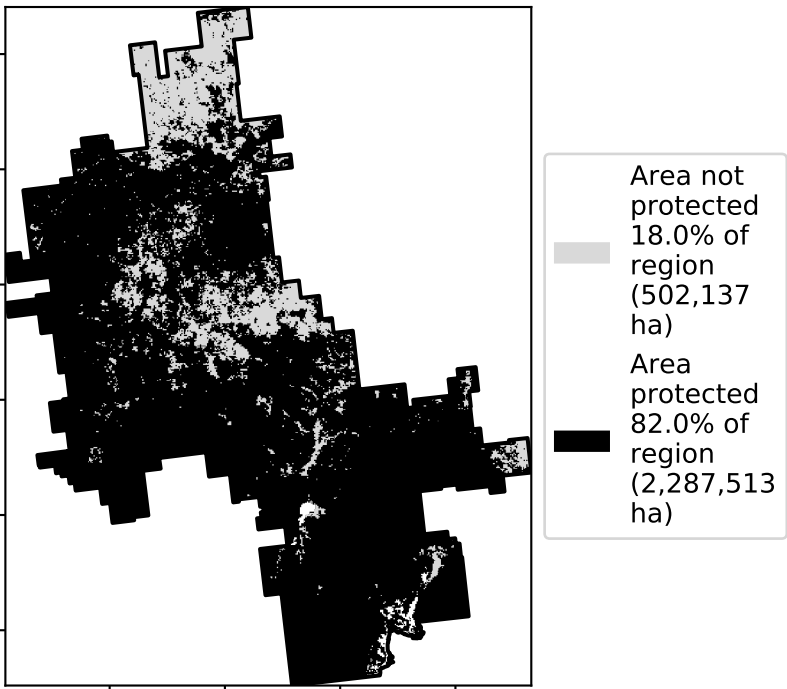 Area not
protected
18.0% of
region
(502,137
ha)
Area
protected
82.0% of
region
(2,287,513
ha)